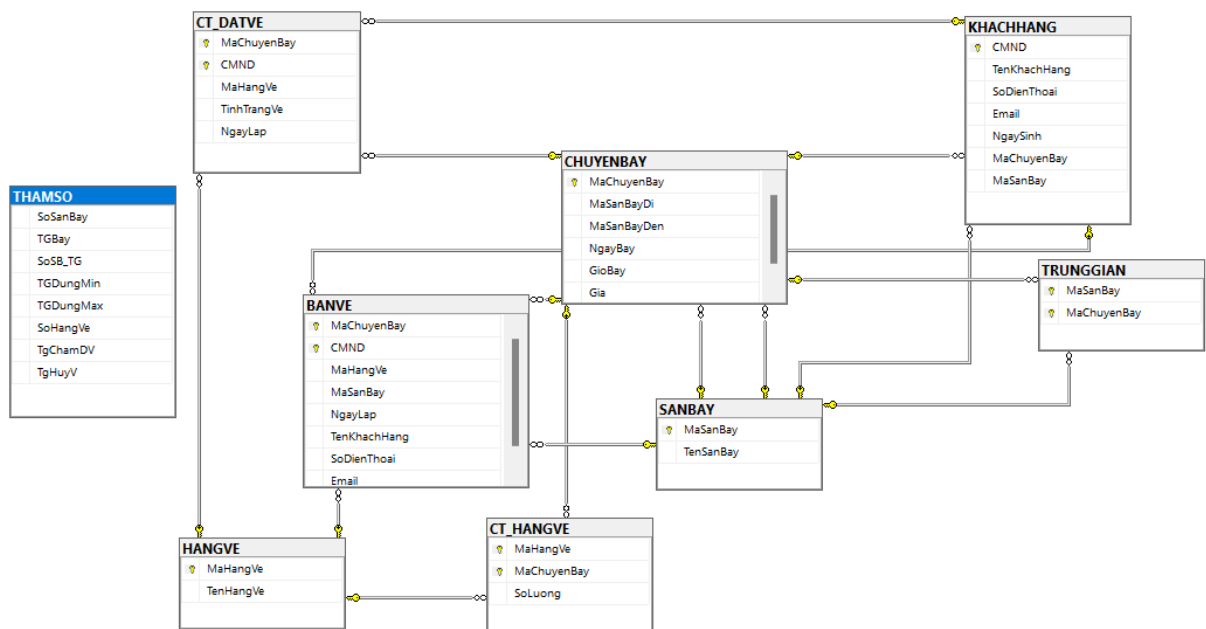 CT_DATVE
MaChuyenBay
CMND
MaHangVe
TinhTrangVe
NgayLap
KHACHHANG
CMND
TenKhachHang
SoDienThoai
Email
NgaySinh
MaChuyenBay
MaSanBay
THAMSO
SoSanBay
TGBay
SoSB_TG
TGDungMin
TGDungMax
SoHangVe
TgChamDV
TgHuyV
CHUYENBAY
MaChuyenBay
MaSanBayDi
MaSanBayDen
NgayBay
GioBay
Gia
TRUNGGIAN
MaSanBay
MaChuyenBay
BANVE
MaChuyenBay
CMND
MaHangVe
MaSanBay
NgayLap
TenKhachHang
SoDienThoai
Email
SANBAY
MaSanBay
TenSanBay
HANGVE
MaHangVe
TenHangVe
CT_HANGVE
MaHangVe
MaChuyenBay
SoLuong